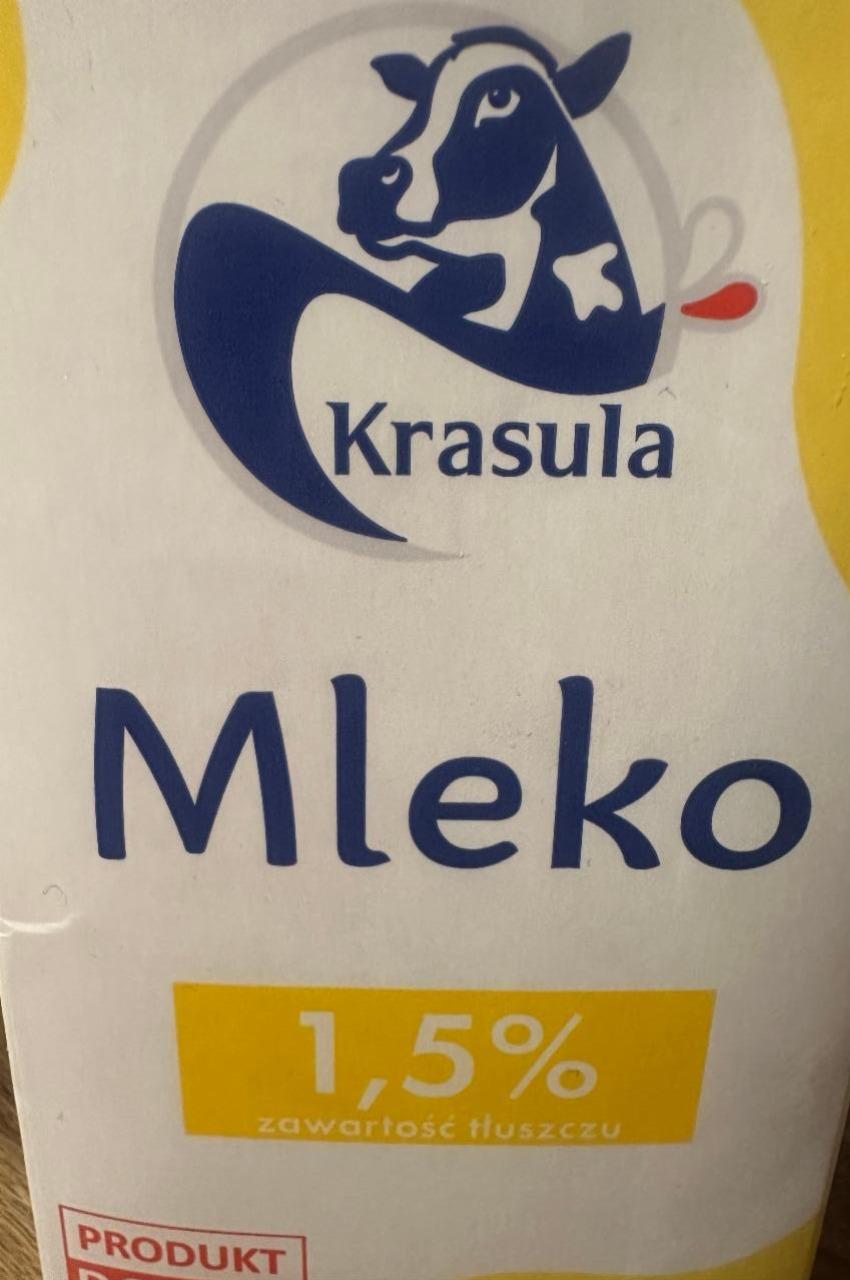 Krasula
Mleko
1,5%
zawartość tłuszczu
PRODUKT